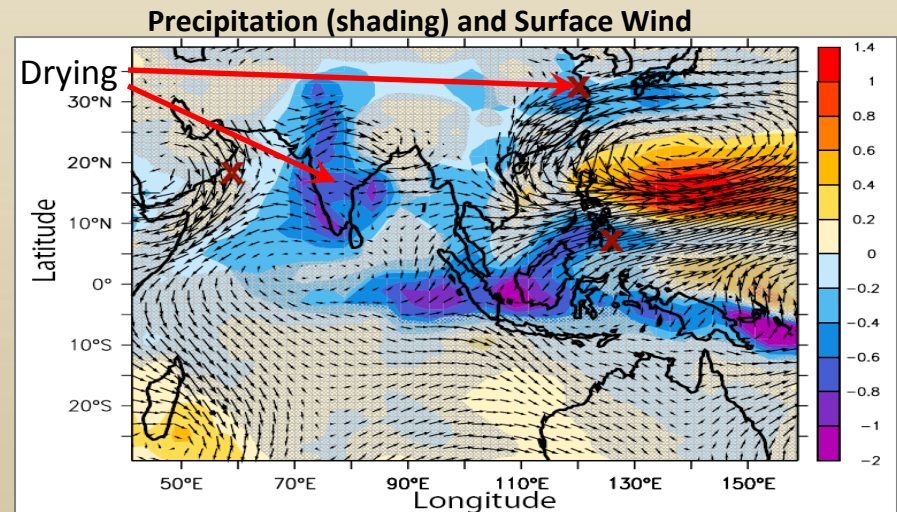 Precipitation (shading) and Surface Wind
Drying
30°N
20°N
10°N
0°
10°S
20°S
Latitude
50°E
70°E
90°E
110°E
130°E
150°E
Longitude
1.4
1
0.8
0.6
0.4
0.2
0
−0.2
−0.4
−0.6
−0.8
−1
−2
X
X
X